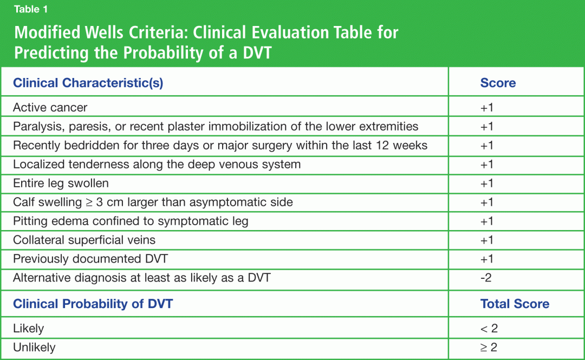 Table 1
Modified Wells Criteria: Clinical Evaluation Table for
Predicting the Probability of a DVT
Clinical Characteristic(s) Score
Active cancer +1
Paralysis, paresis, or recent plaster immobilization of the lower extremities +1
Recently bedridden for three days or major surgery within the last 12 weeks +1
Localized tenderness along the deep venous system +1
Entire leg swollen +1
Calf swelling ≥ 3 cm larger than asymptomatic side +1
Pitting edema confined to symptomatic leg +1
Collateral superficial veins +1
Previously documented DVT +1
Alternative diagnosis at least as likely as a DVT -2
Clinical Probability of DVT Total Score
Likely < 2
Unlikely ≥ 2